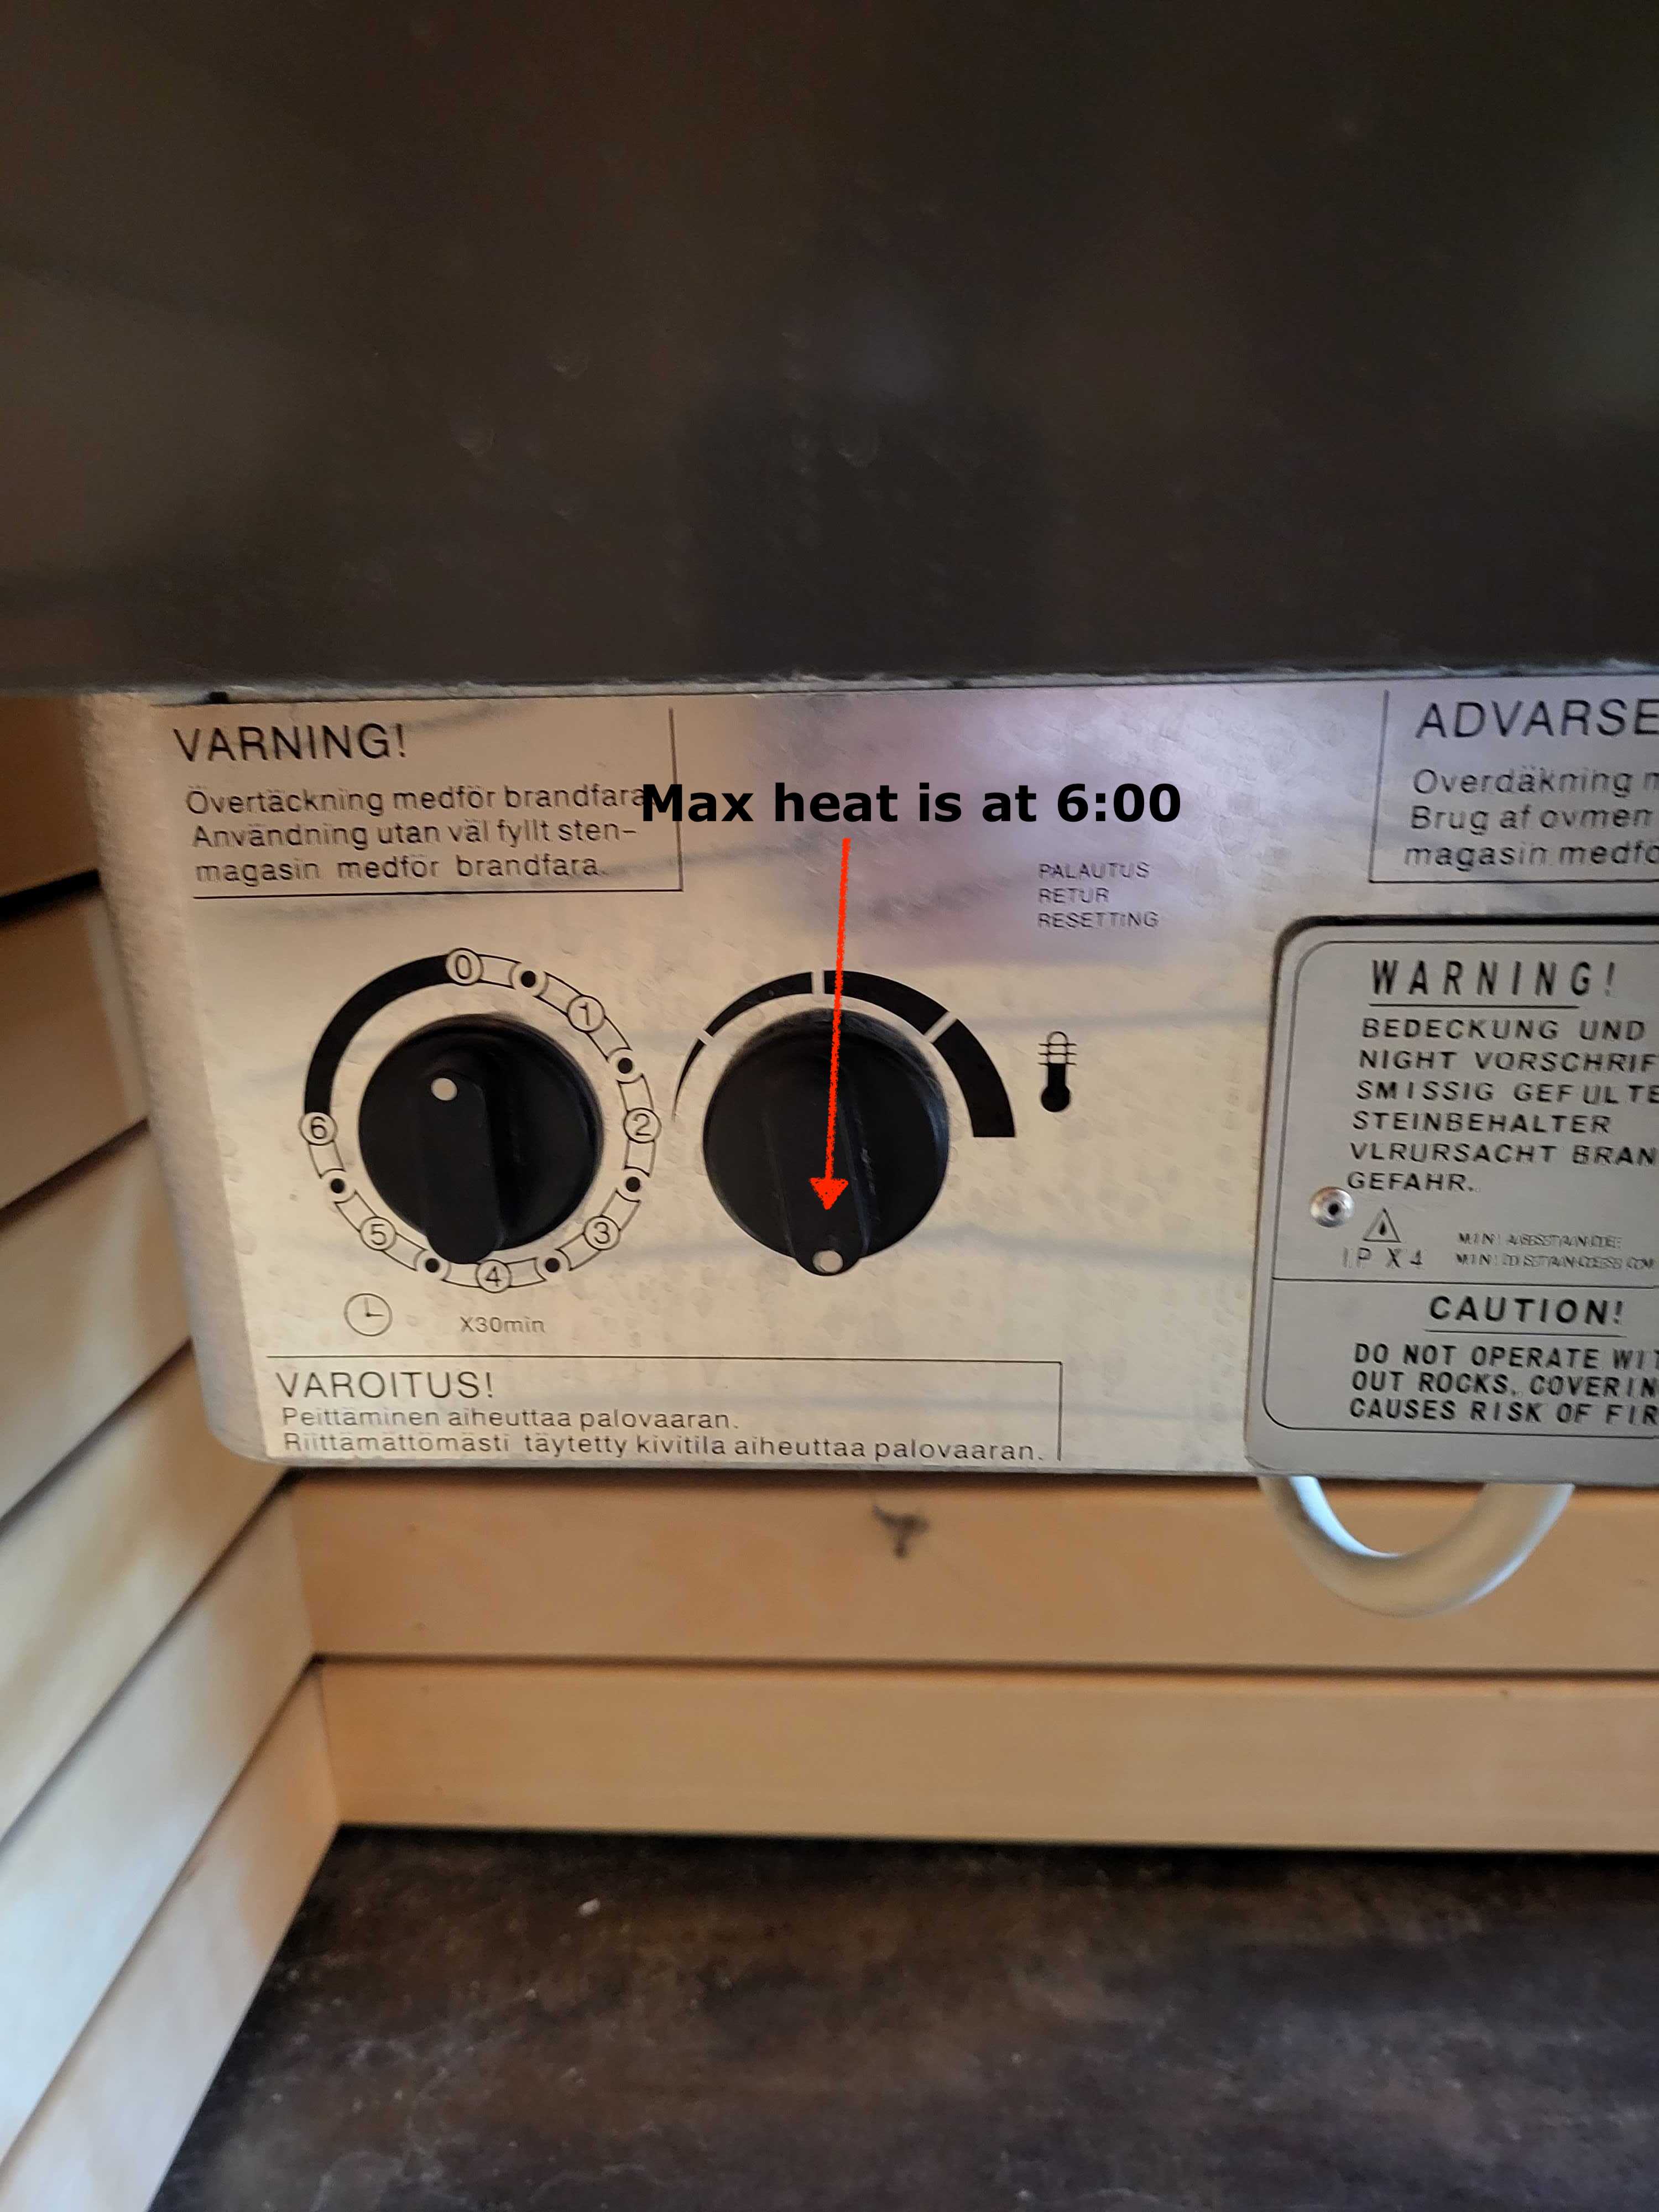 VARNING!
Övertäckning medför brandfara
Användning utan väl fyllt sten-
magasin medför brandfara.
Max heat is at 6:00
PALAUTUS
RETUR
RESETTING
ADVARSE
Overdäkning
Brug af ovmen
magasin medfö
0
1
2
3
4
5
6
X30min
VAROITUS!
Peittäminen aiheuttaa palovaaran.
Riittämättömästi täytetty kivitila aiheuttaa palovaaran.
WARNING!
BEDECKUNG UND
NIGHT VORSCHRIF
SMISSIG GEFULTE
STEINBEHALTER
VLRURSACHT BRAN
GEFAHR.
IPX4
CAUTION!
DO NOT OPERATE WIT
OUT ROCKS, COVERIN
CAUSES RISK OF FIR